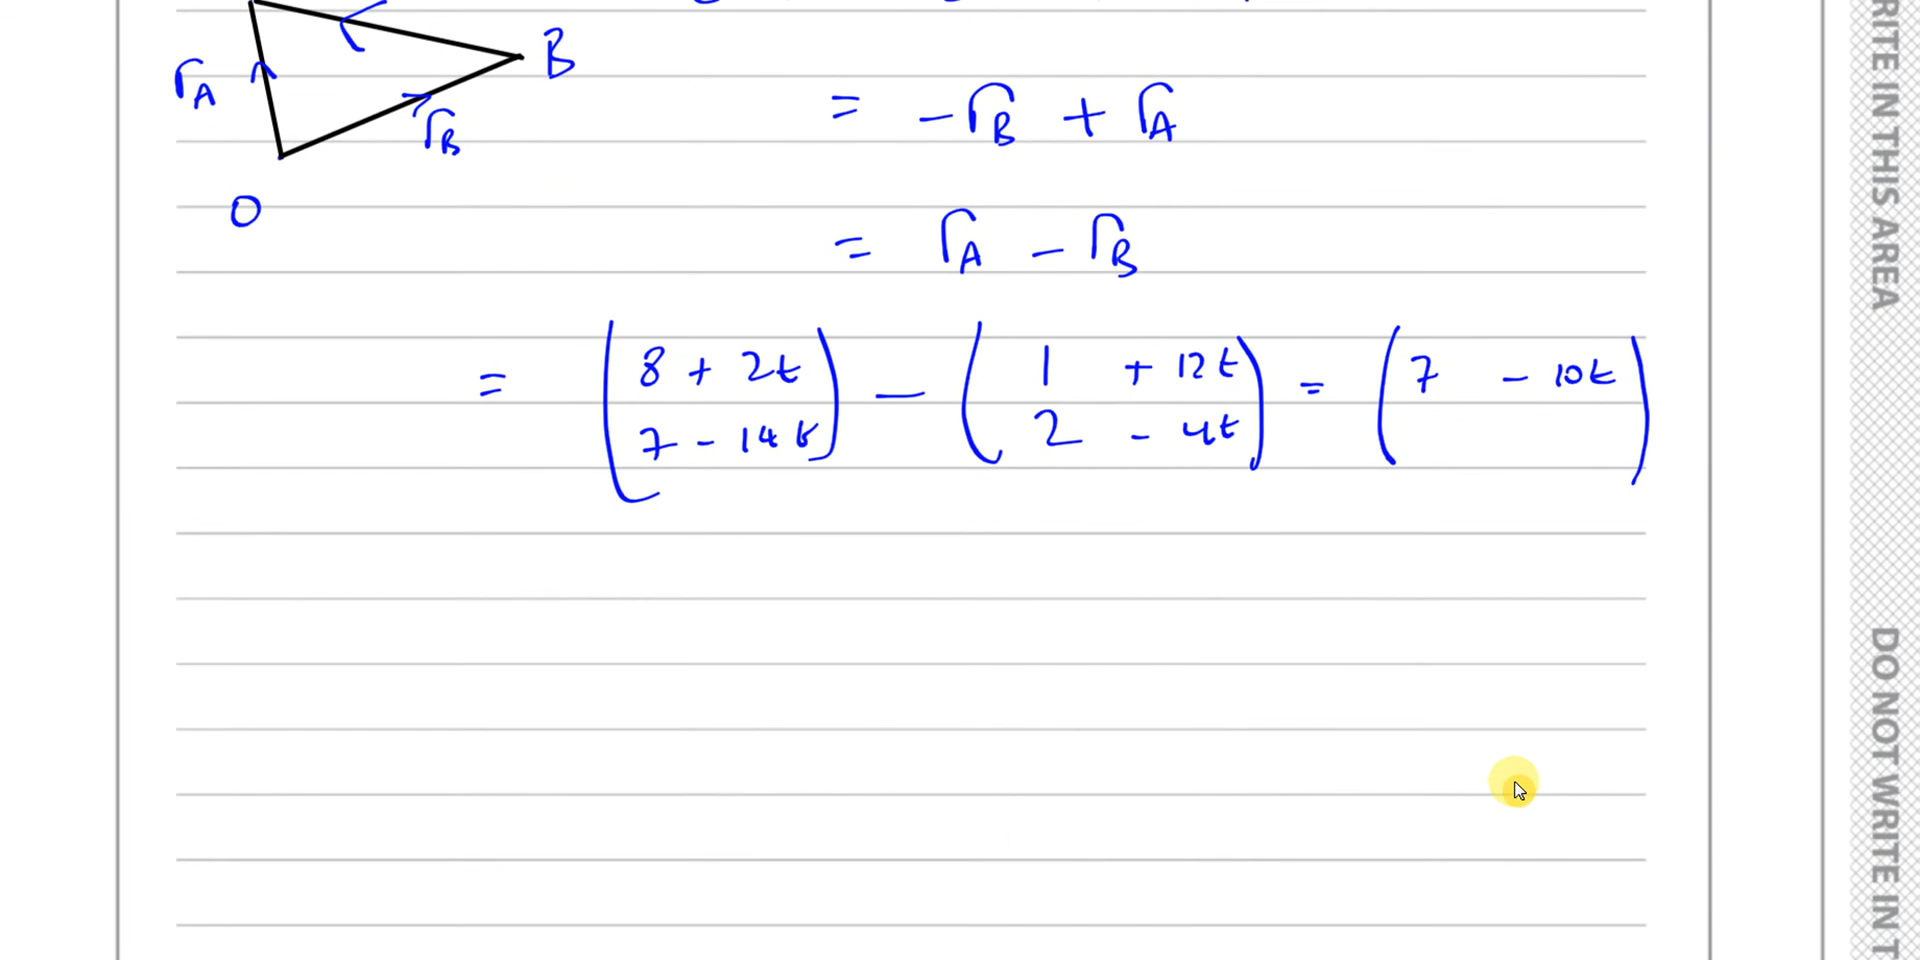 B
r_A
r_B
= - r_B + r_A
O
= r_A - r_B
= ( 8 + 2t ) - ( 1 + 12t ) = ( 7 - 10t )
( 7 - 14t ) ( 2 - 4t )
RITE IN THIS AREA
DO NOT WRITE IN T